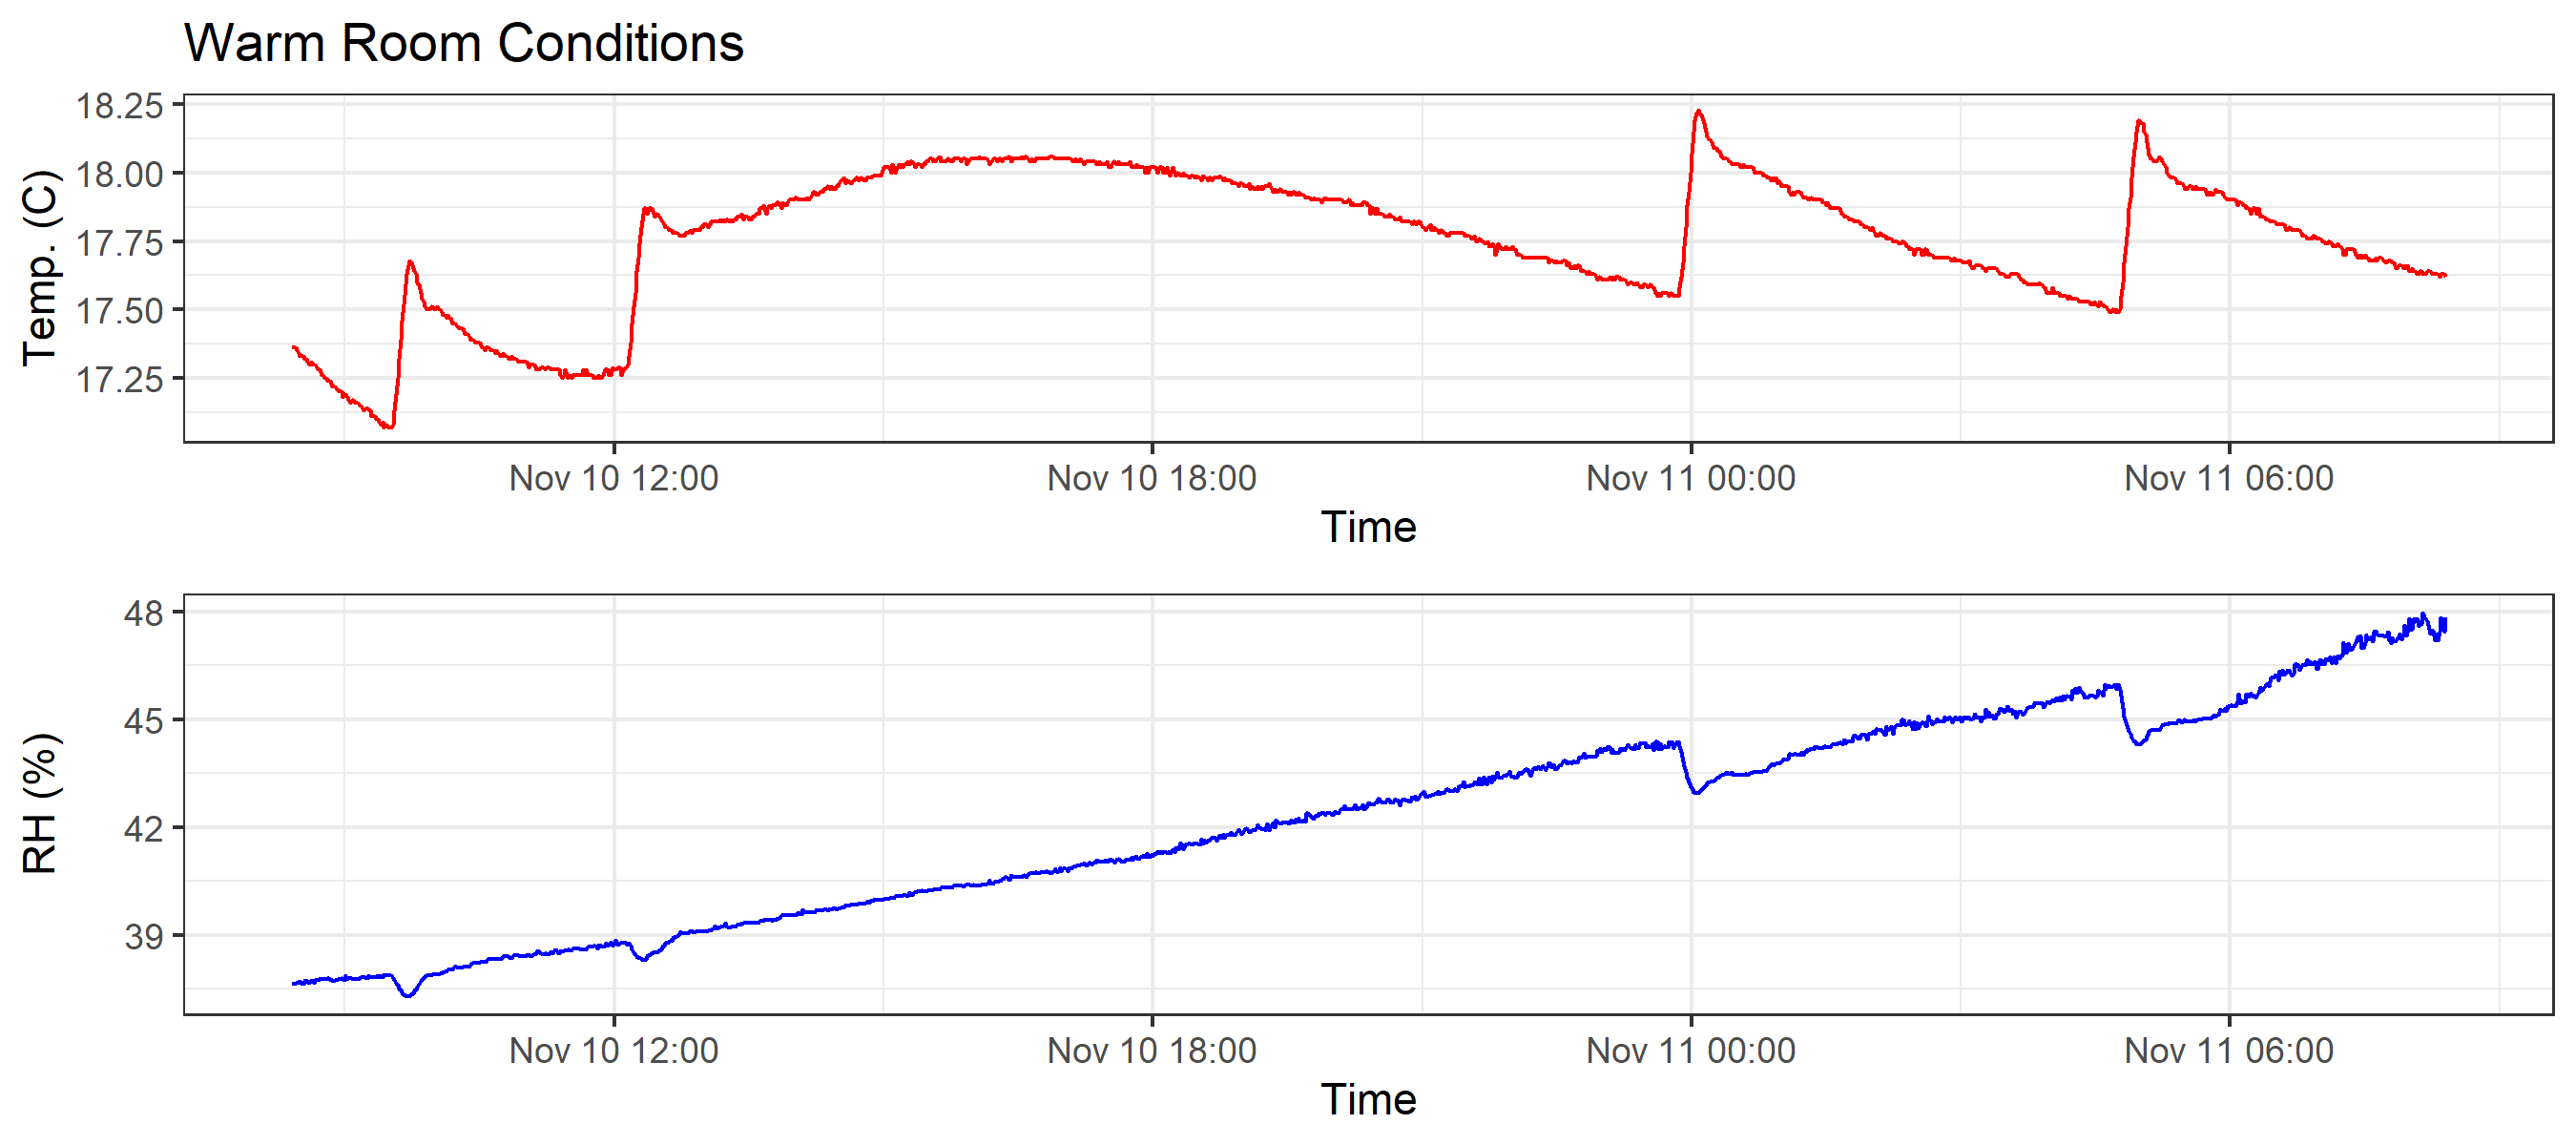 Warm Room Conditions
Temp. (C)
18.25
18.00
17.75
17.50
17.25
Nov 10 12:00 Nov 10 18:00 Nov 11 00:00 Nov 11 06:00
Time
RH (%)
48
45
42
39
Nov 10 12:00 Nov 10 18:00 Nov 11 00:00 Nov 11 06:00
Time